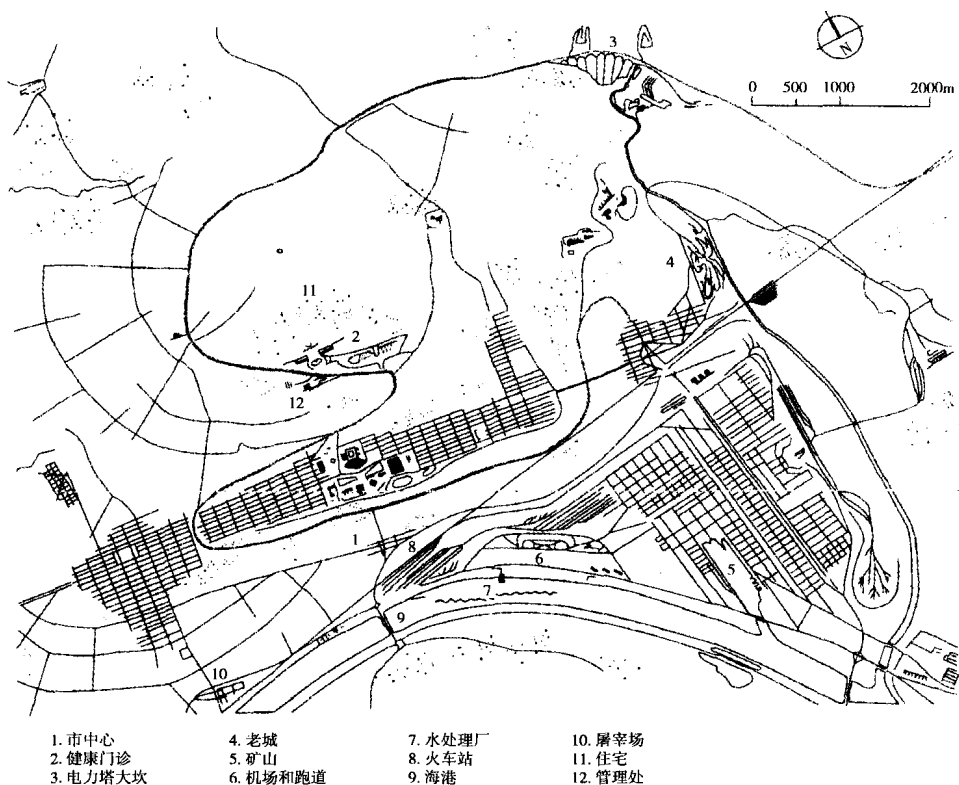 3
N
0 500 1000 2000m
4
11
2
12
1
8
6
5
7
9
10
1. 市中心 4. 老城 7. 水处理厂 10. 屠宰场
2. 健康门诊 5. 矿山 8. 火车站 11. 住宅
3. 电力塔大坎 6. 机场和跑道 9. 海港 12. 管理处